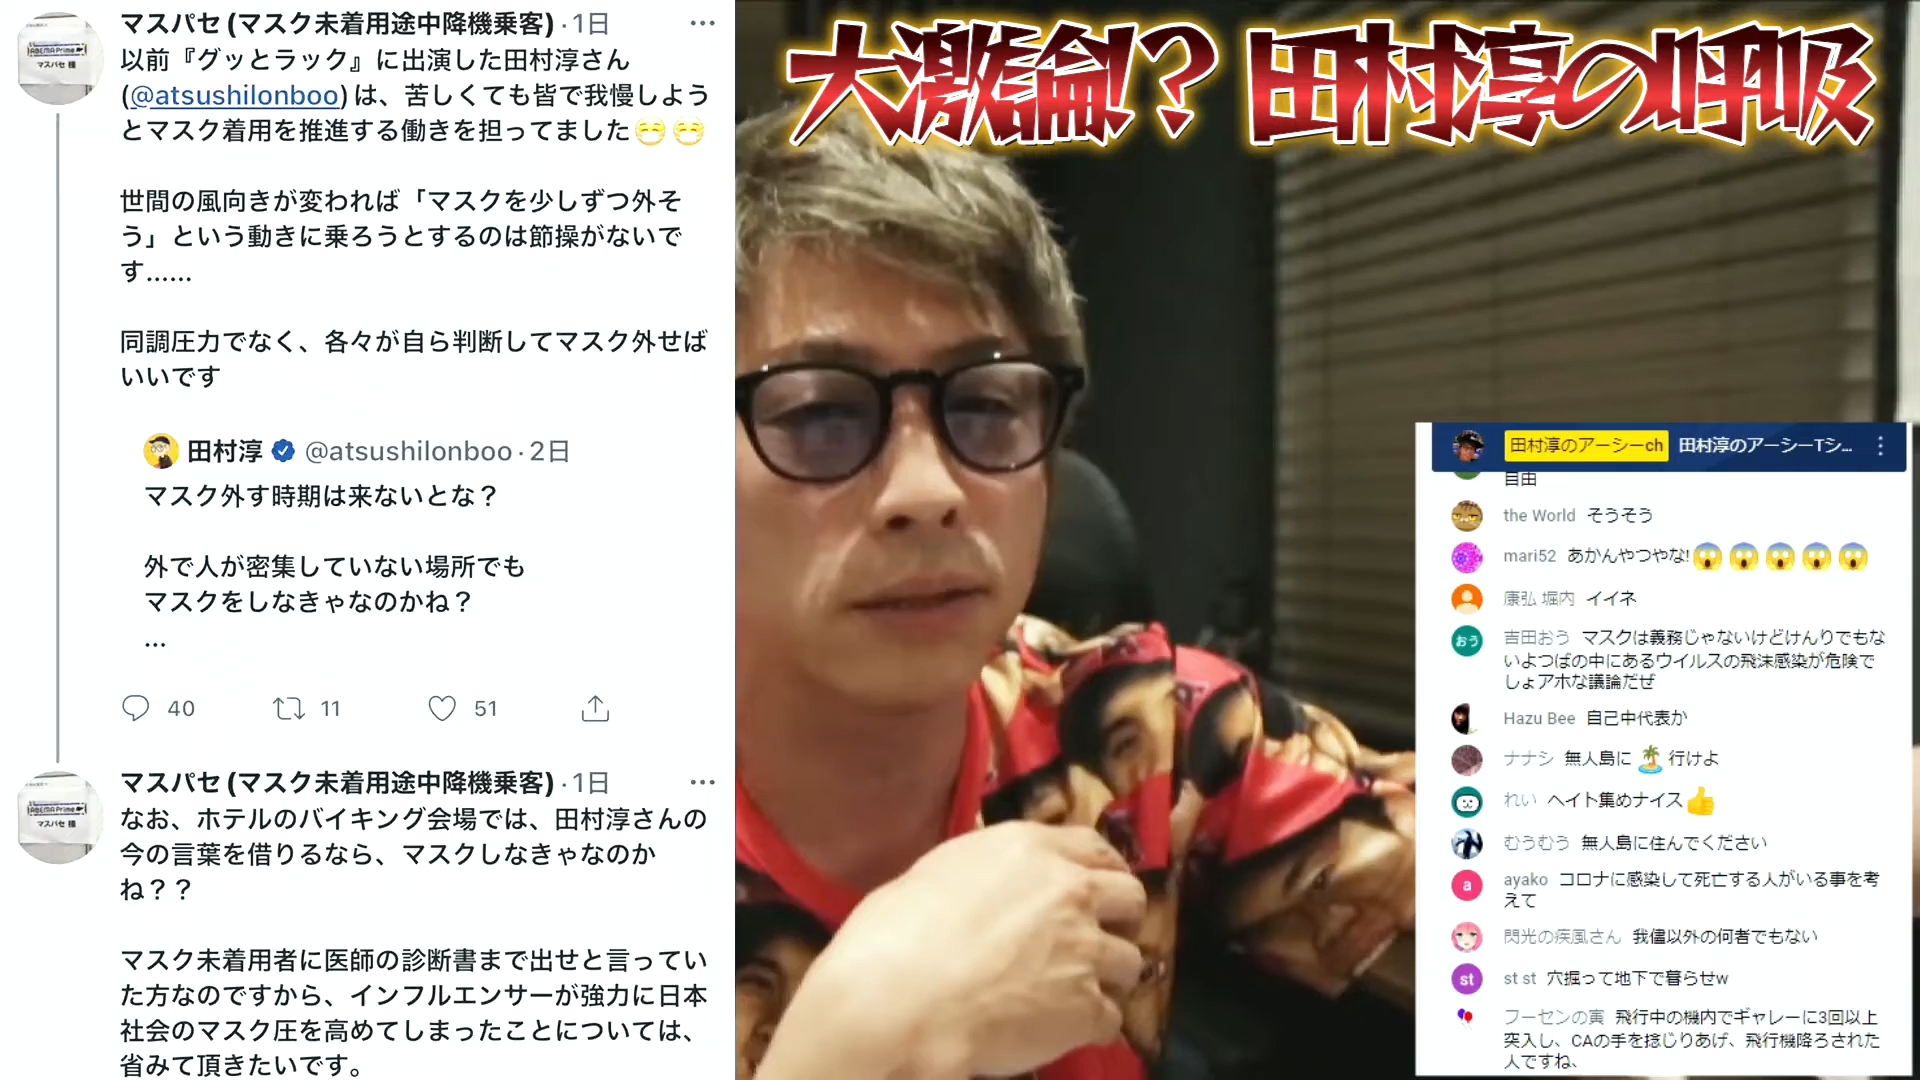 マスパセ (マスク未着用途中降機乗客) · 1日
以前『グッとラック』に出演した田村淳さん
(@atsushilonboo) は、苦しくても皆で我慢しよう
とマスク着用を推進する働きを担ってました😁😁
世間の風向きが変われば「マスクを少しずつ外そ
う」という動きに乗ろうとするのは節操がないで
す……
同調圧力でなく、各々が自ら判断してマスク外せば
いいです
田村淳 @atsushilonboo · 2日
マスク外す時期は来ないとな？
外で人が密集していない場所でも
マスクをしなきゃなのかね？
...
40 11 51
ABEMA Prime
マスパセ 様
マスパセ (マスク未着用途中降機乗客) · 1日
なお、ホテルのバイキング会場では、田村淳さんの
今の言葉を借りるなら、マスクしなきゃなのか
ね？？
マスク未着用者に医師の診断書まで出せと言ってい
た方なのですから、インフルエンサーが強力に日本
社会のマスク圧を高めてしまったことについては、
省みて頂きたいです。
ABEMA Prime
マスパセ 様
大激論!? 田村淳の呼吸
田村淳のアーシーch 田村淳のアーシーTシ...
自由
the World そうそう
mari52 あかんやつやな!😱😱😱😱😱
康弘 堀内 イイネ
おう
吉田おう マスクは義務じゃないけどけんりでもな
いよつばの中にあるウイルスの飛沫感染が危険で
しょアホな議論だぜ
Hazu Bee 自己中代表か
ナナシ 無人島に🏝行けよ
れい ヘイト集めナイス👍
むうむう 無人島に住んでください
a
ayako コロナに感染して死亡する人がいる事を考
えて
閃光の疾風さん 我儘以外の何者でもない
st
st st 穴掘って地下で暮らせw
フーセンの寅 飛行中の機内でギャレーに3回以上
突入し、CAの手を捻じりあげ、飛行機降ろされた
人ですね、